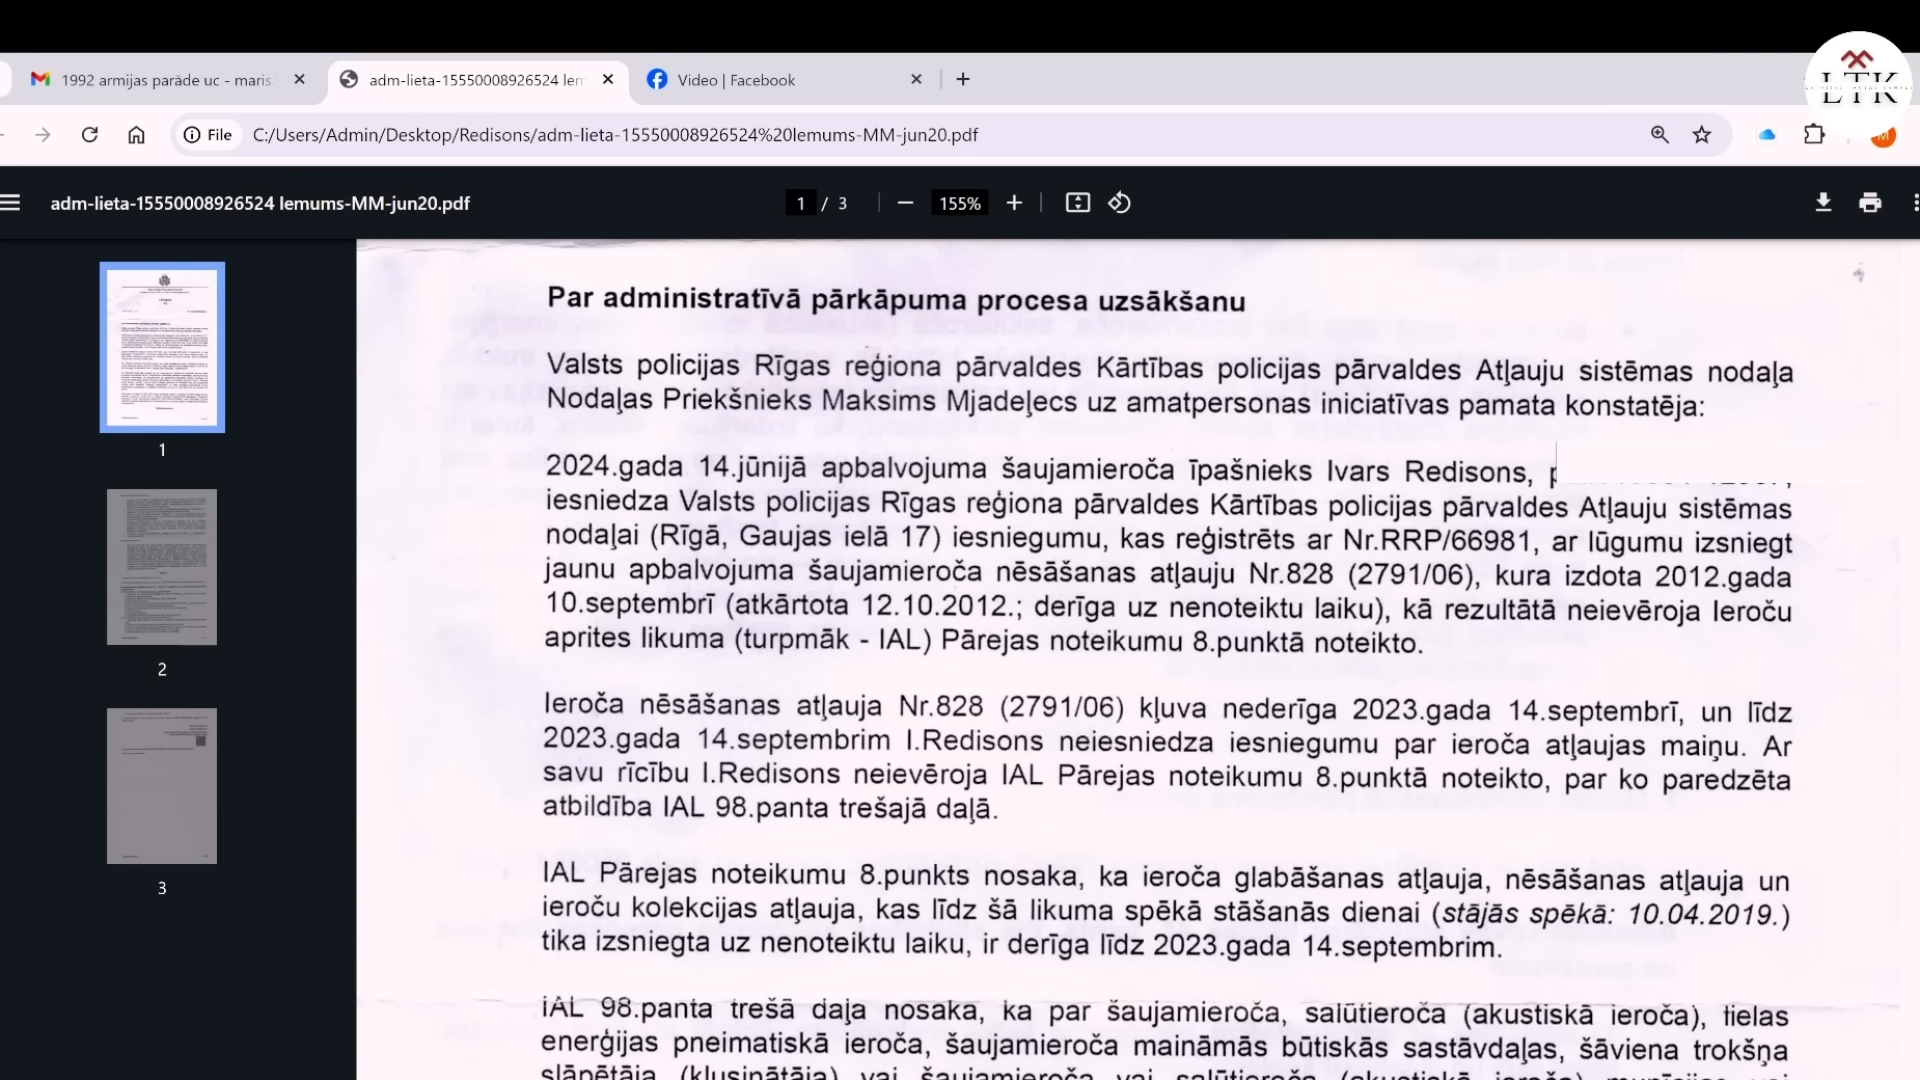 1992 armijas parāde uc - maris.
adm-lieta-15550008926524 lem
Video | Facebook
LTK
File
C:/Users/Admin/Desktop/Redisons/adm-lieta-15550008926524%20lemums-MM-jun20.pdf
adm-lieta-15550008926524 lemums-MM-jun20.pdf
1 / 3
155%
1
2
3
Par administratīvā pārkāpuma procesa uzsākšanu
Valsts policijas Rīgas reģiona pārvaldes Kārtības policijas pārvaldes Atļauju sistēmas nodaļa
Nodaļas Priekšnieks Maksims Mjadeļecs uz amatpersonas iniciatīvas pamata konstatēja:
2024.gada 14.jūnijā apbalvojuma šaujamieroča īpašnieks Ivars Redisons,
iesniedza Valsts policijas Rīgas reģiona pārvaldes Kārtības policijas pārvaldes Atļauju sistēmas
nodaļai (Rīgā, Gaujas ielā 17) iesniegumu, kas reģistrēts ar Nr.RRP/66981, ar lūgumu izsniegt
jaunu apbalvojuma šaujamieroča nēsāšanas atļauju Nr.828 (2791/06), kura izdota 2012.gada
10.septembrī (atkārtota 12.10.2012.; derīga uz nenoteiktu laiku), kā rezultātā neievēroja Ieroču
aprites likuma (turpmāk - IAL) Pārejas noteikumu 8.punktā noteikto.
Ieroča nēsāšanas atļauja Nr.828 (2791/06) kļuva nederīga 2023.gada 14.septembrī, un līdz
2023.gada 14.septembrim I.Redisons neiesniedza iesniegumu par ieroča atļaujas maiņu. Ar
savu rīcību I.Redisons neievēroja IAL Pārejas noteikumu 8.punktā noteikto, par ko paredzēta
atbildība IAL 98.panta trešajā daļā.
IAL Pārejas noteikumu 8.punkts nosaka, ka ieroča glabāšanas atļauja, nēsāšanas atļauja un
ieroču kolekcijas atļauja, kas līdz šā likuma spēkā stāšanās dienai (stājās spēkā: 10.04.2019.)
tika izsniegta uz nenoteiktu laiku, ir derīga līdz 2023.gada 14.septembrim.
IAL 98.panta trešā daļa nosaka, ka par šaujamieroča, salūtieroča (akustiskā ieroča), lielas
enerģijas pneimatiskā ieroča, šaujamieroča maināmās būtiskās sastāvdaļas, šāviena trokšņa
slāpētāja (klusinātāja) vai šaujamieroča vai salūtieroča (akustiskā ieroča) munīcijas vai